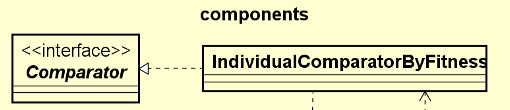 components
<<interface>>
Comparator
IndividualComparatorByFitness